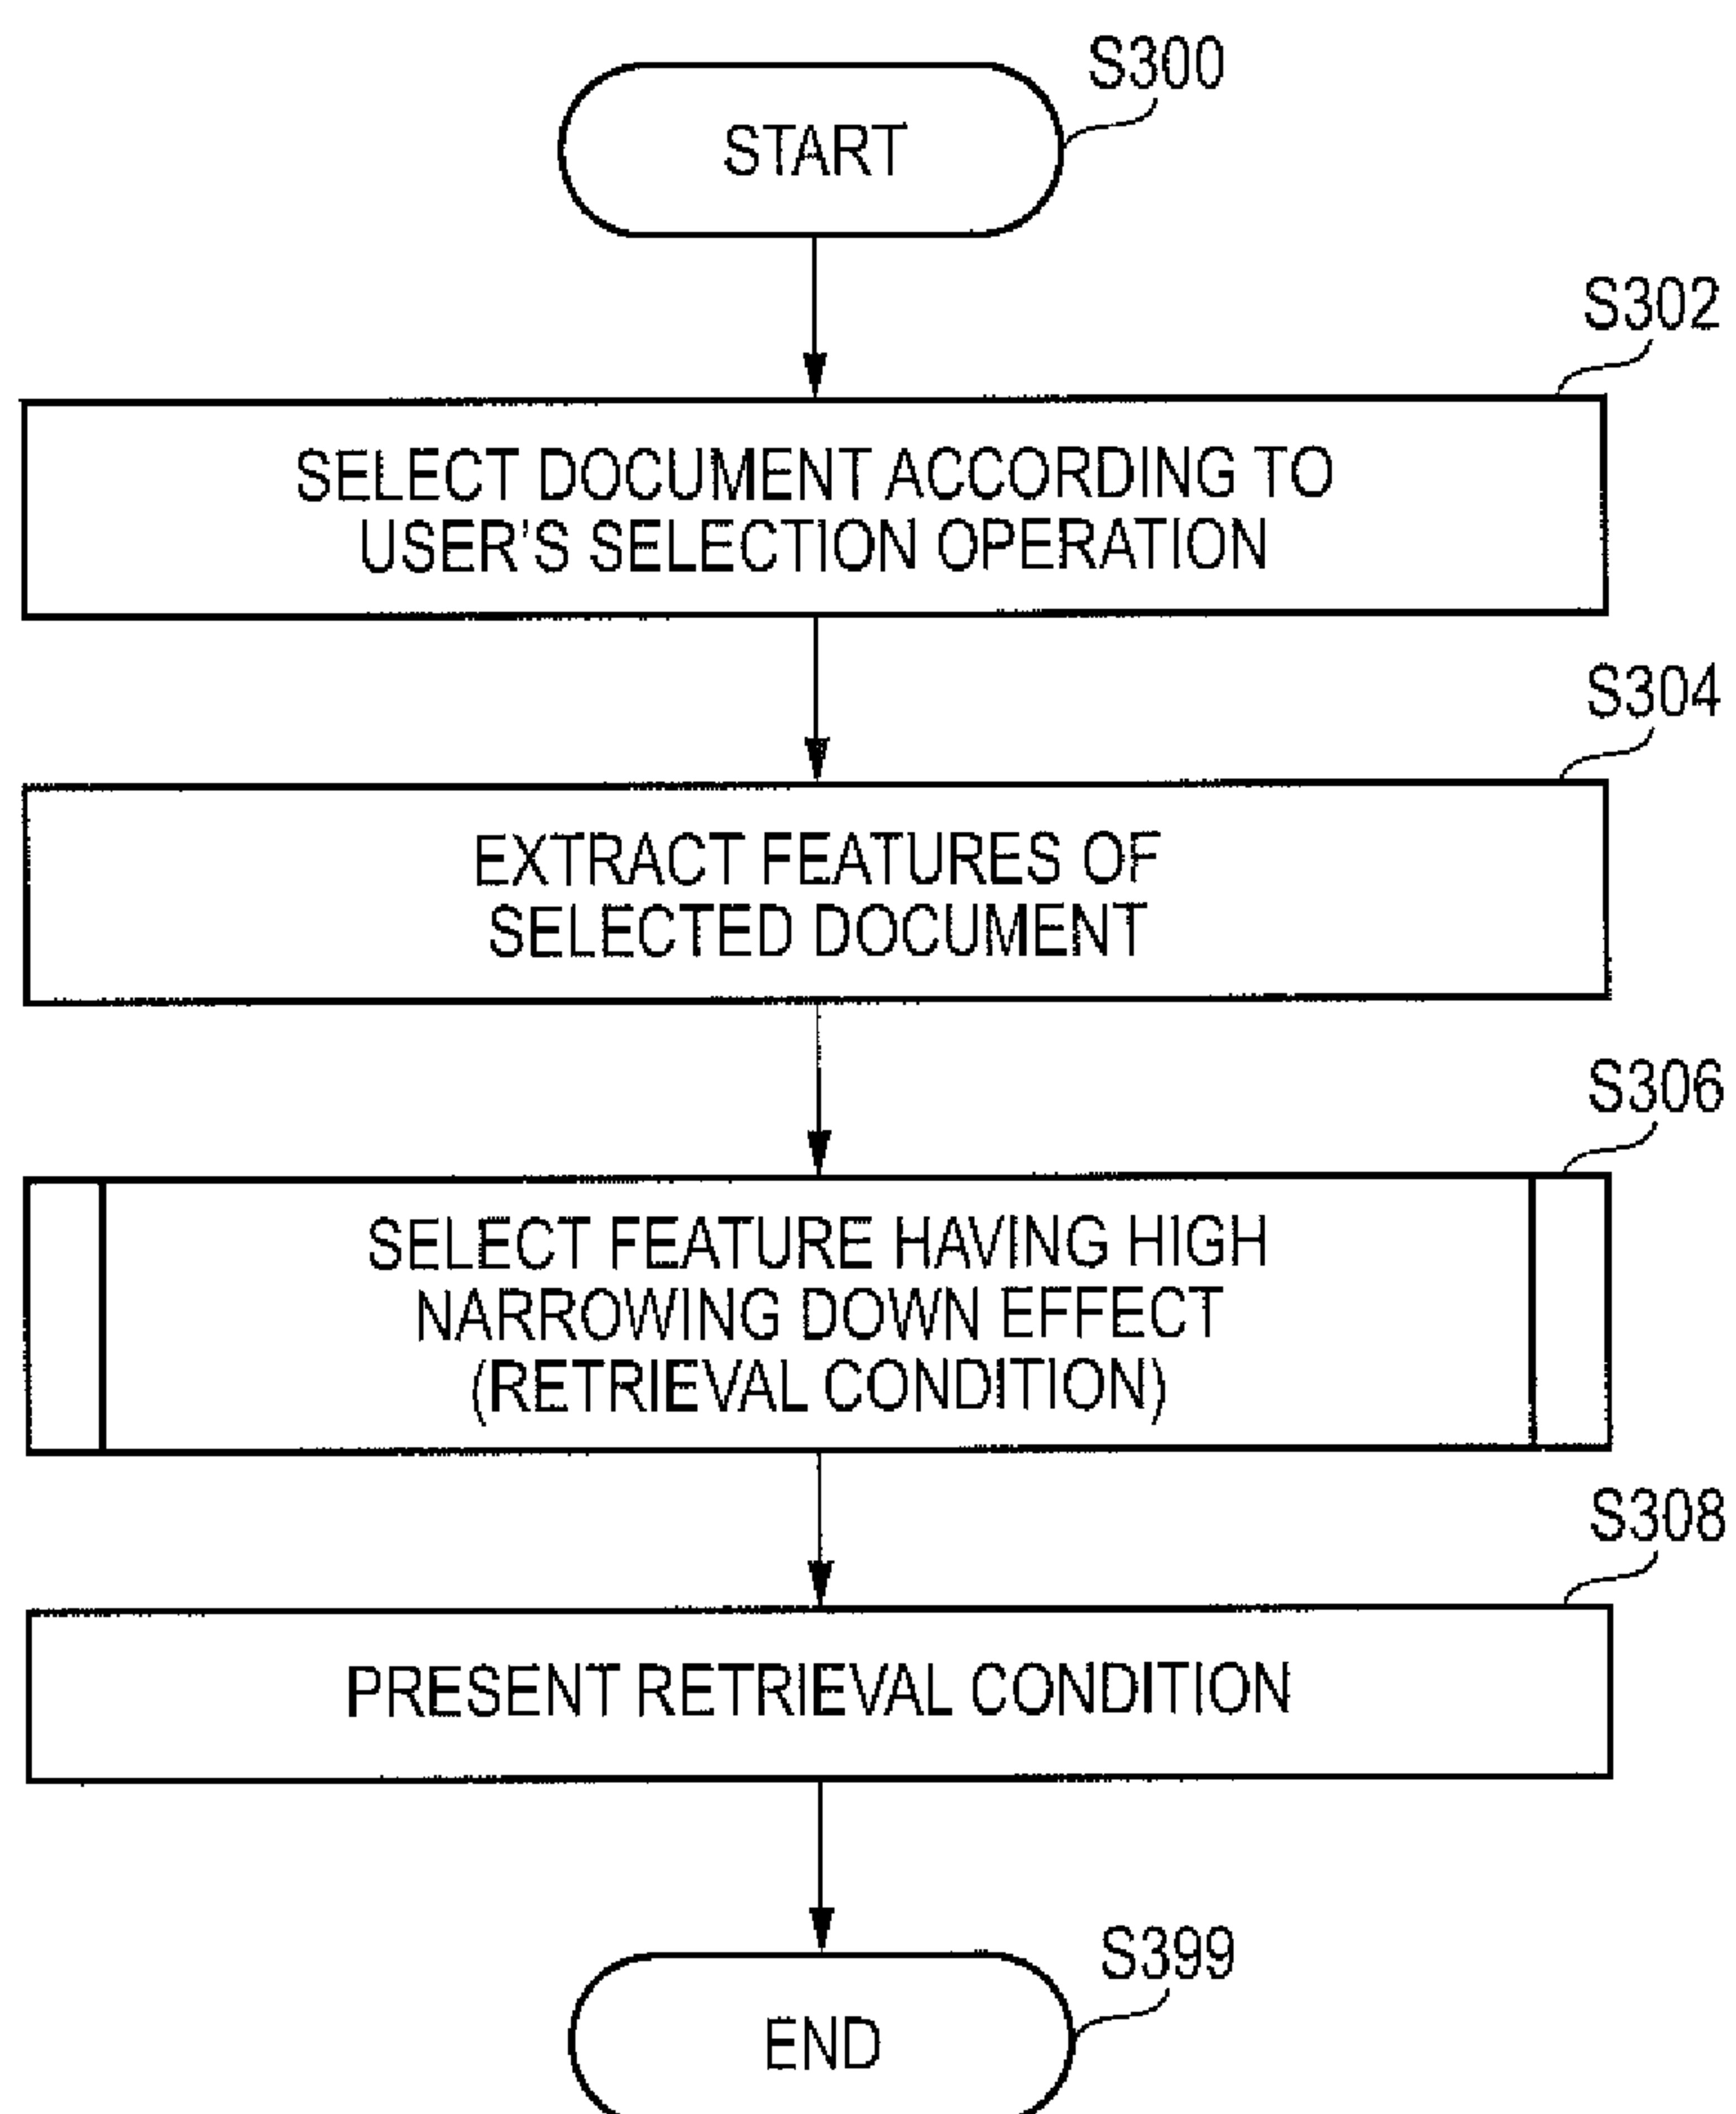 S300
START
S302
SELECT DOCUMENT ACCORDING TO
USER'S SELECTION OPERATION
S304
EXTRACT FEATURES OF
SELECTED DOCUMENT
S306
SELECT FEATURE HAVING HIGH
NARROWING DOWN EFFECT
(RETRIEVAL CONDITION)
S308
PRESENT RETRIEVAL CONDITION
S399
END